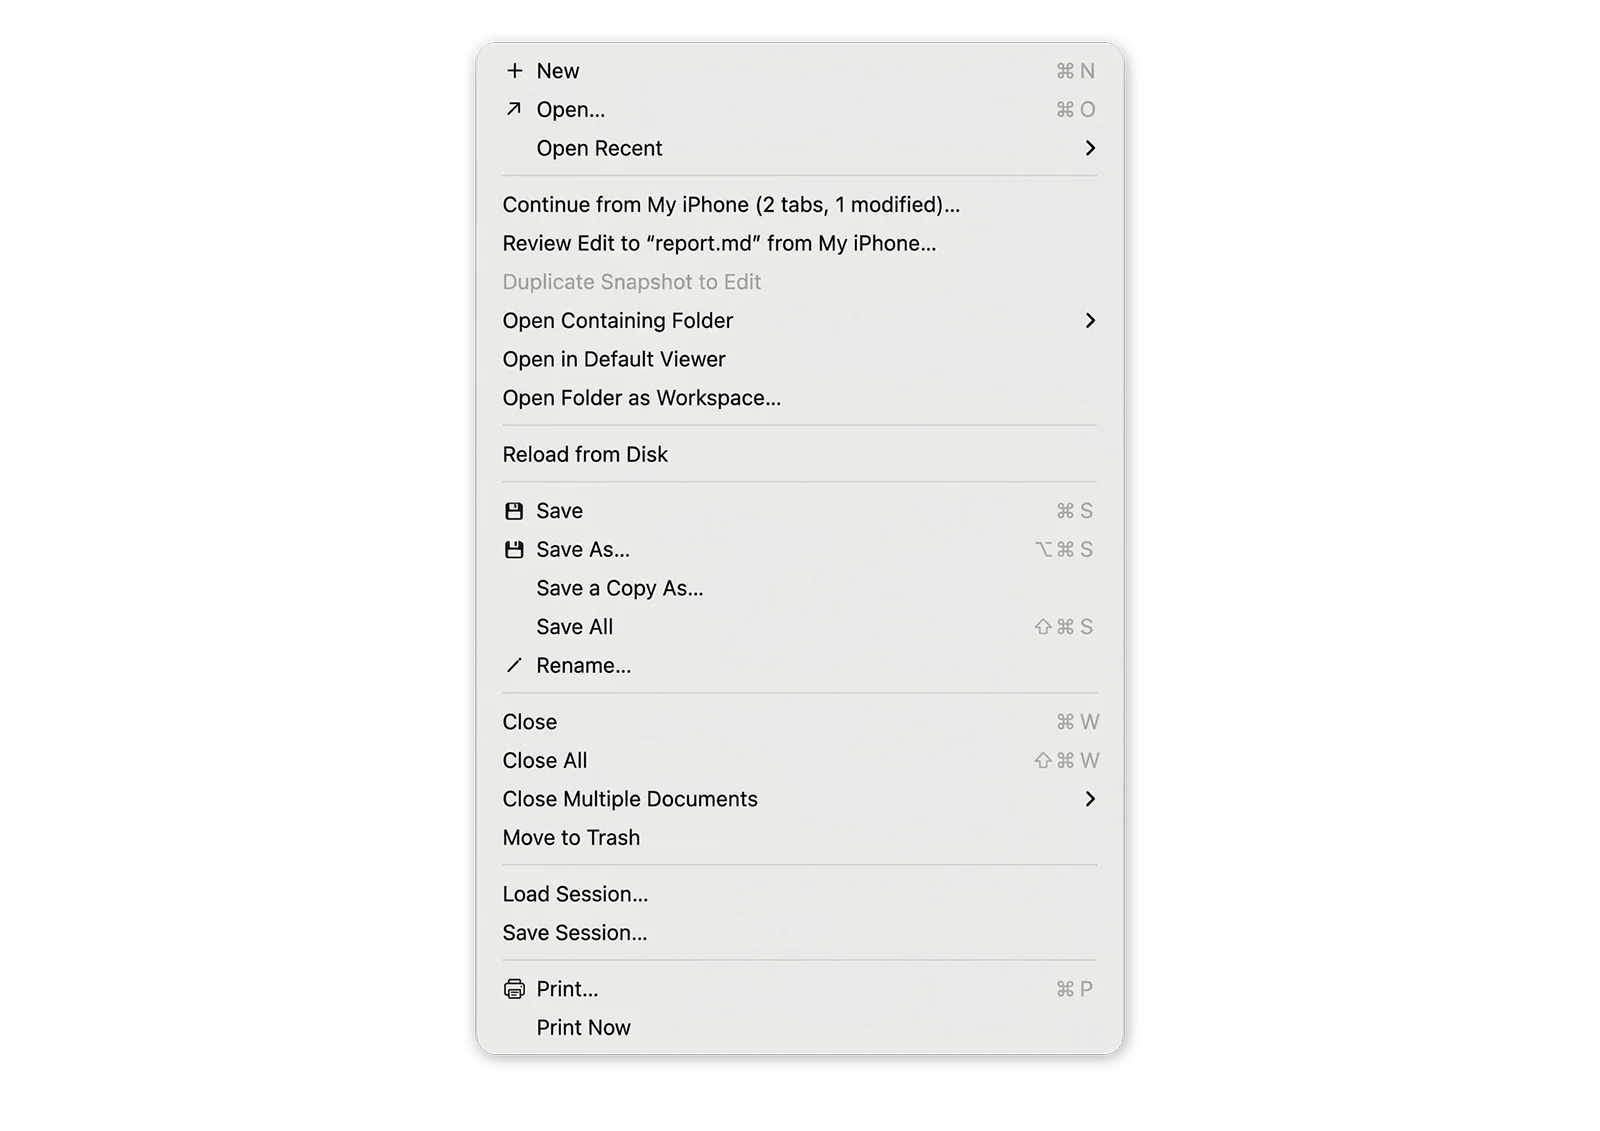 New ⌘ N
Open... ⌘ O
Open Recent
Continue from My iPhone (2 tabs, 1 modified)...
Review Edit to “report.md” from My iPhone...
Duplicate Snapshot to Edit
Open Containing Folder
Open in Default Viewer
Open Folder as Workspace...
Reload from Disk
Save ⌘ S
Save As... ⌥⌘ S
Save a Copy As...
Save All ⇧⌘ S
Rename...
Close ⌘ W
Close All ⇧⌘ W
Close Multiple Documents
Move to Trash
Load Session...
Save Session...
Print... ⌘ P
Print Now